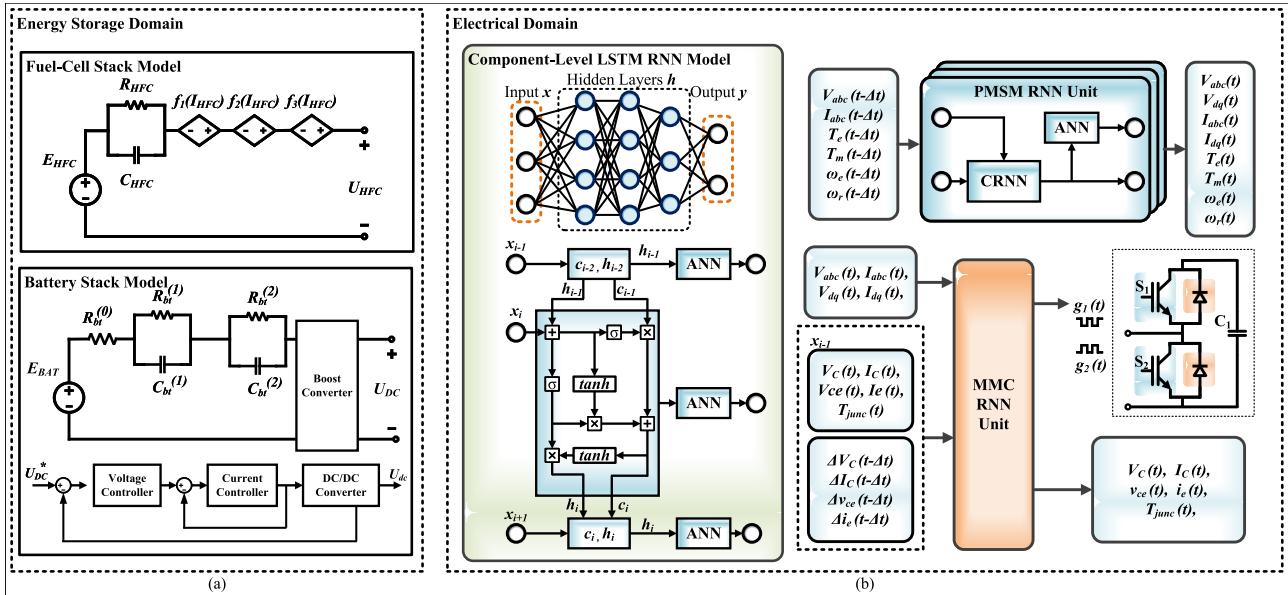 Energy Storage Domain
Fuel-Cell Stack Model
R_HFC
f_1(I_HFC) f_2(I_HFC) f_3(I_HFC)
E_HFC
C_HFC
U_HFC
Battery Stack Model
R_bt^(0)
R_bt^(1)
R_bt^(2)
E_BAT
C_bt^(1)
C_bt^(2)
Boost
Converter
U_DC
U_DC^*
Voltage
Controller
Current
Controller
DC/DC
Converter
U_dc
(a)
Electrical Domain
Component-Level LSTM RNN Model
Hidden Layers h
Input x
Output y
x_i-1
c_i-2, h_i-2
h_i-1
ANN
h_i-1
c_i-1
x_i
+
σ
×
σ
tanh
×
+
×
tanh
ANN
h_i
c_i
x_i+1
c_i, h_i
h_i
ANN
V_abc(t-Δt)
I_abc(t-Δt)
T_e(t-Δt)
T_m(t-Δt)
ω_e(t-Δt)
ω_r(t-Δt)
PMSM RNN Unit
ANN
CRNN
V_abc(t)
V_dq(t)
I_abc(t)
I_dq(t)
T_e(t)
T_m(t)
ω_e(t)
ω_r(t)
V_abc(t), I_abc(t),
V_dq(t), I_dq(t),
x_i-1
V_C(t), I_C(t),
Vce(t), Ie(t),
T_junc(t)
ΔV_C(t-Δt)
ΔI_C(t-Δt)
Δv_ce(t-Δt)
Δi_e(t-Δt)
MMC
RNN
Unit
g_1(t)
g_2(t)
S_1
S_2
C_1
V_C(t), I_C(t),
v_ce(t), i_e(t),
T_junc(t),
(b)